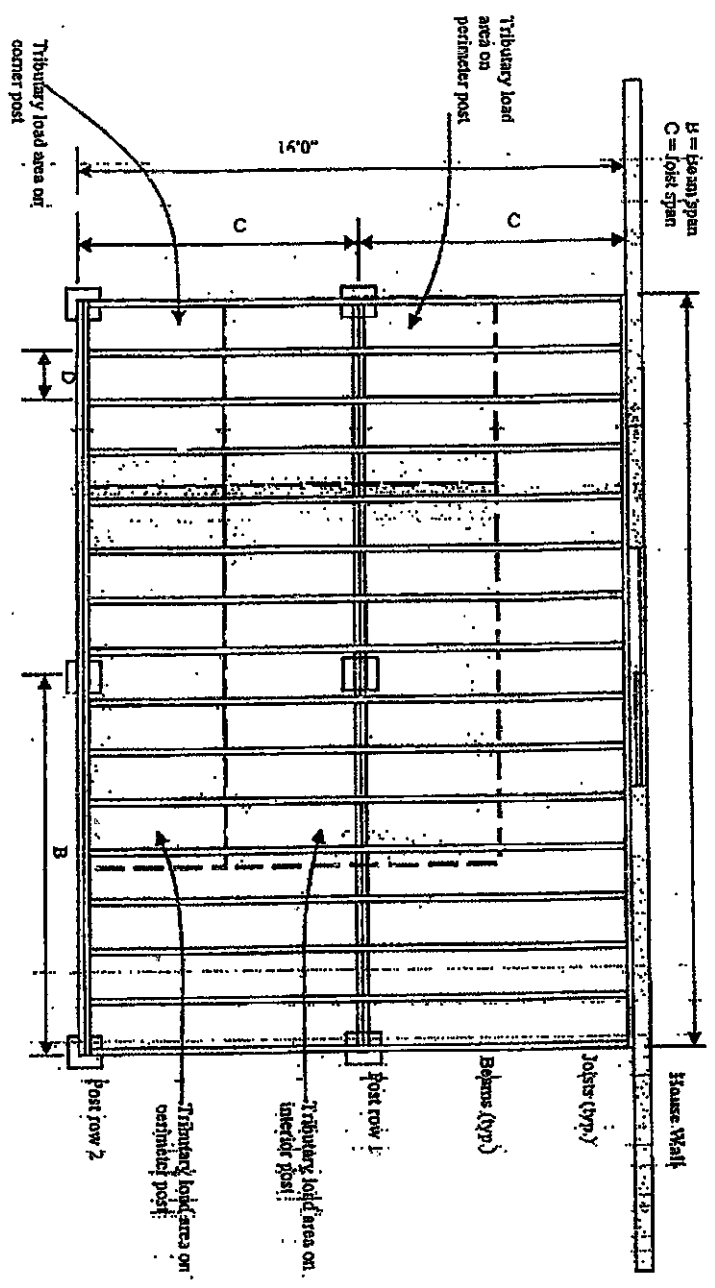 B = Beam span
C = Joist span
House Wall
Joists (typ.)
Beams (typ.)
Tributary load
area on
perimeter post
16'.0"
C
C
Post row 1
Tributary load area on
interior post
Tributary load area on
corner post
D
B
Tributary load area on
perimeter post
Post row 2